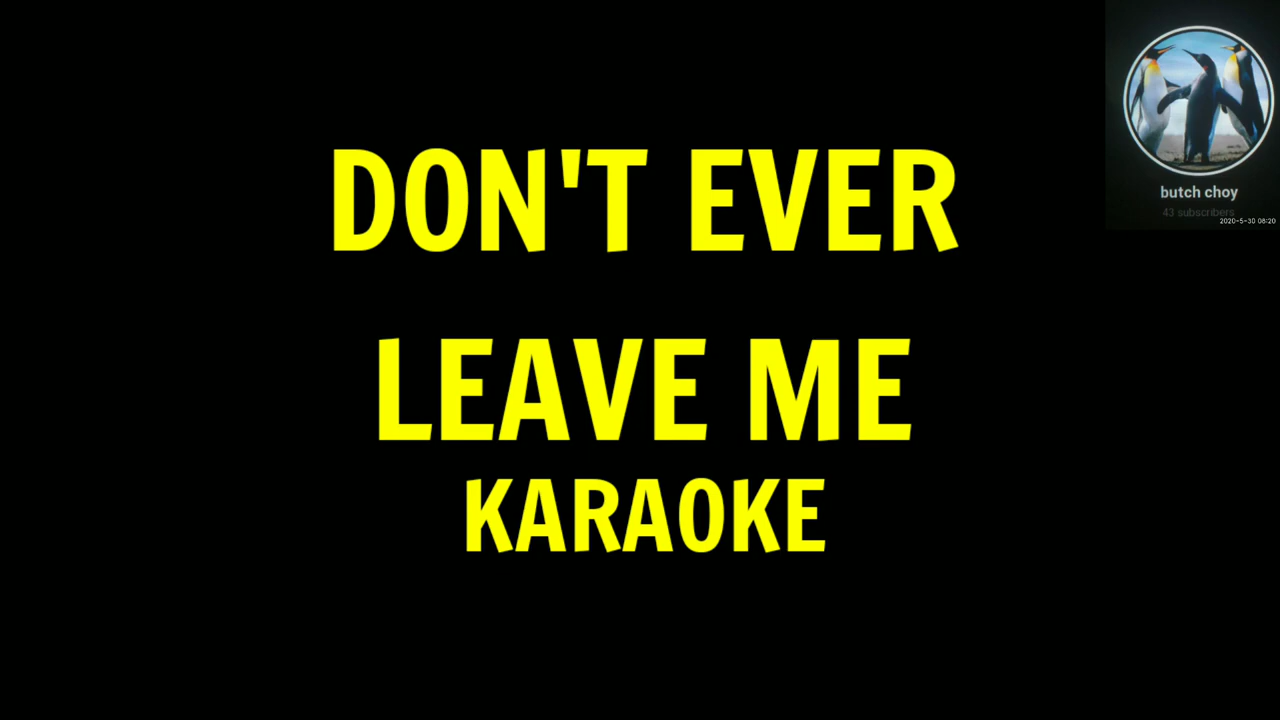 DON'T EVER
LEAVE ME
KARAOKE
butch choy
43 subscribers
2020-5-30 08:20